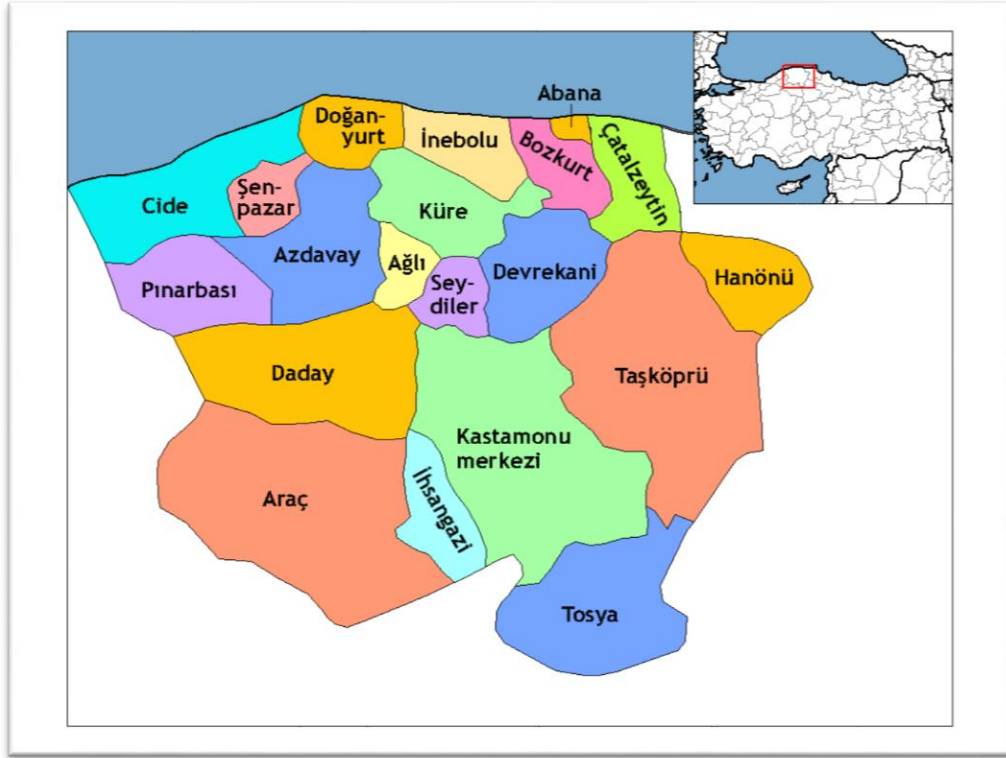 Abana
Doğan-
yurt
İnebolu
Bozkurt
Çatalzeytin
Cide
Şen-
pazar
Küre
Azdavay
Ağlı
Sey-
diler
Devrekani
Hanönü
Pınarbası
Daday
Taşköprü
Kastamonu
merkezi
Araç
İhsangazi
Tosya